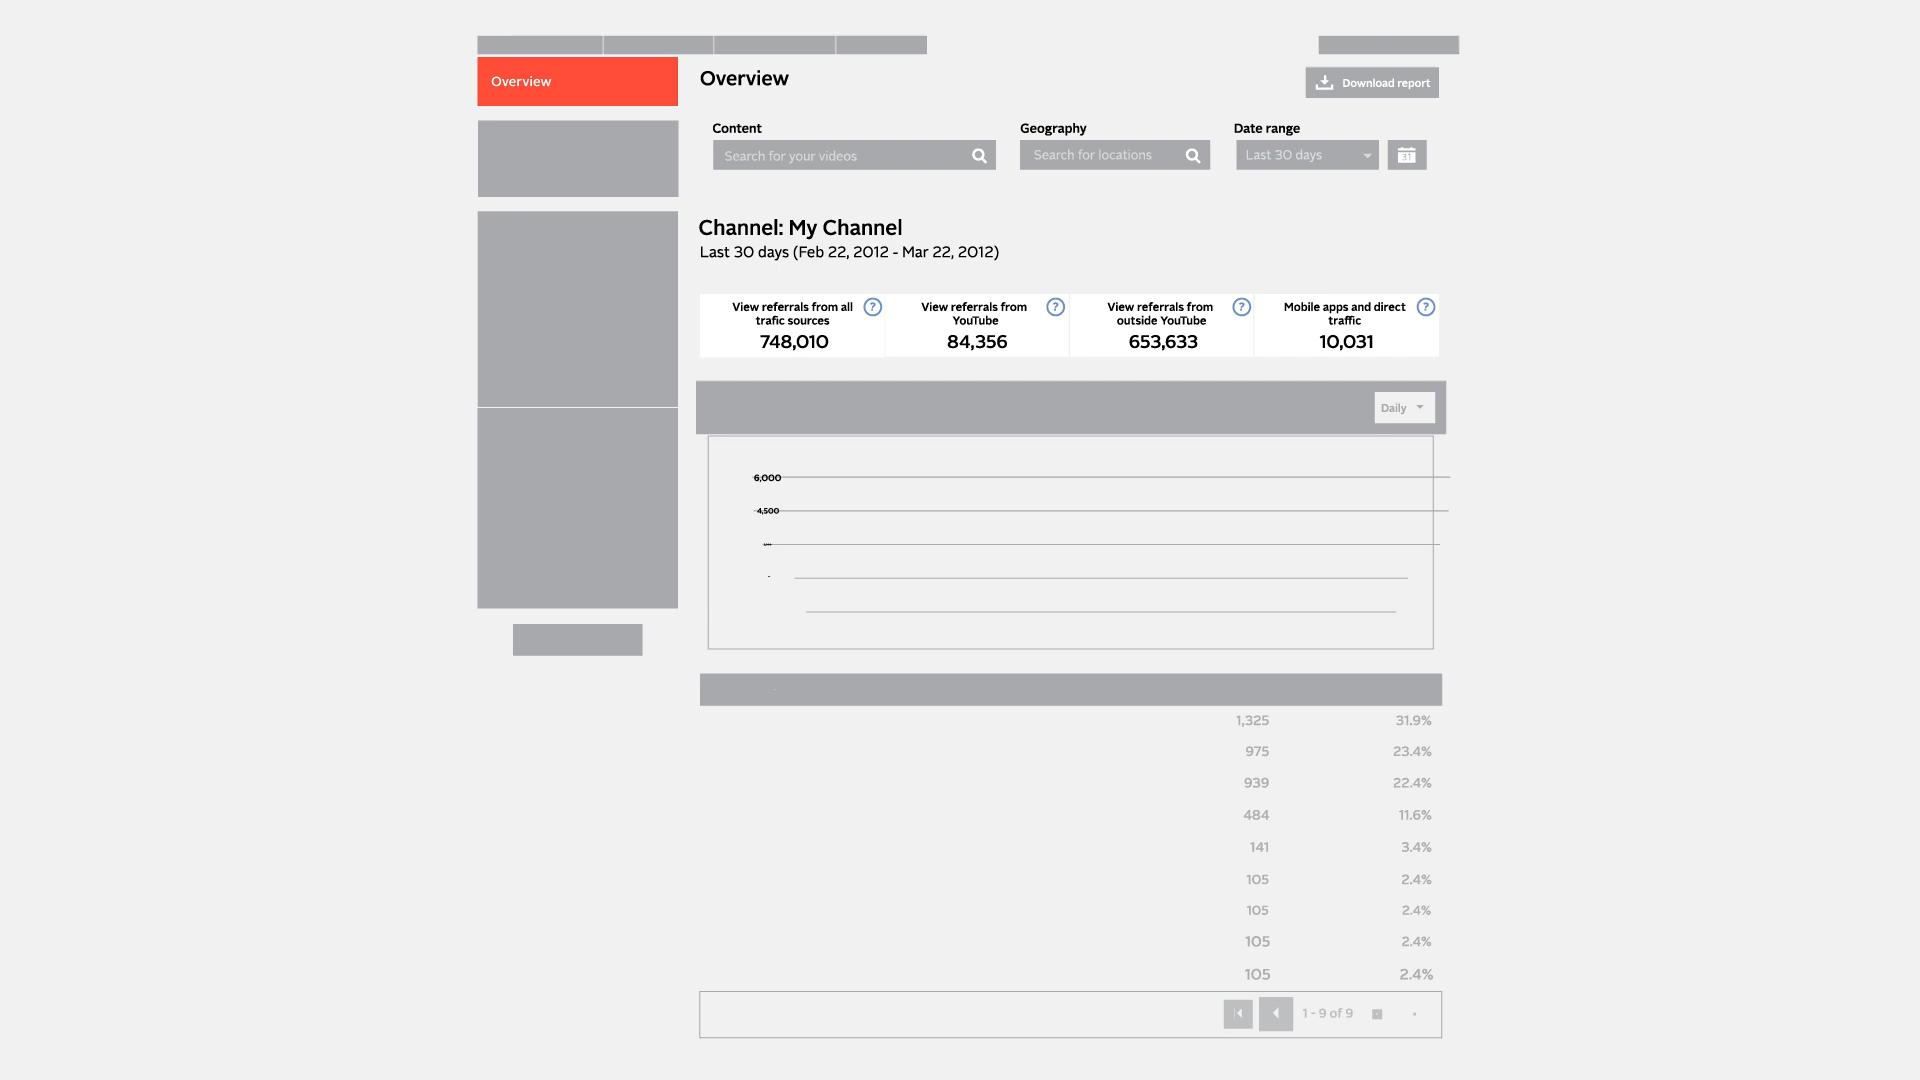 Overview
Overview
Download report
Content
Geography
Date range
Search for your videos
Search for locations
Last 30 days
31
Channel: My Channel
Last 30 days (Feb 22, 2012 - Mar 22, 2012)
View referrals from all
trafic sources
748,010
?
View referrals from
YouTube
84,356
?
View referrals from
outside YouTube
653,633
?
Mobile apps and direct
traffic
10,031
?
Daily
6,000
4,500
1,325 31.9%
975 23.4%
939 22.4%
484 11.6%
141 3.4%
105 2.4%
105 2.4%
105 2.4%
105 2.4%
1 - 9 of 9